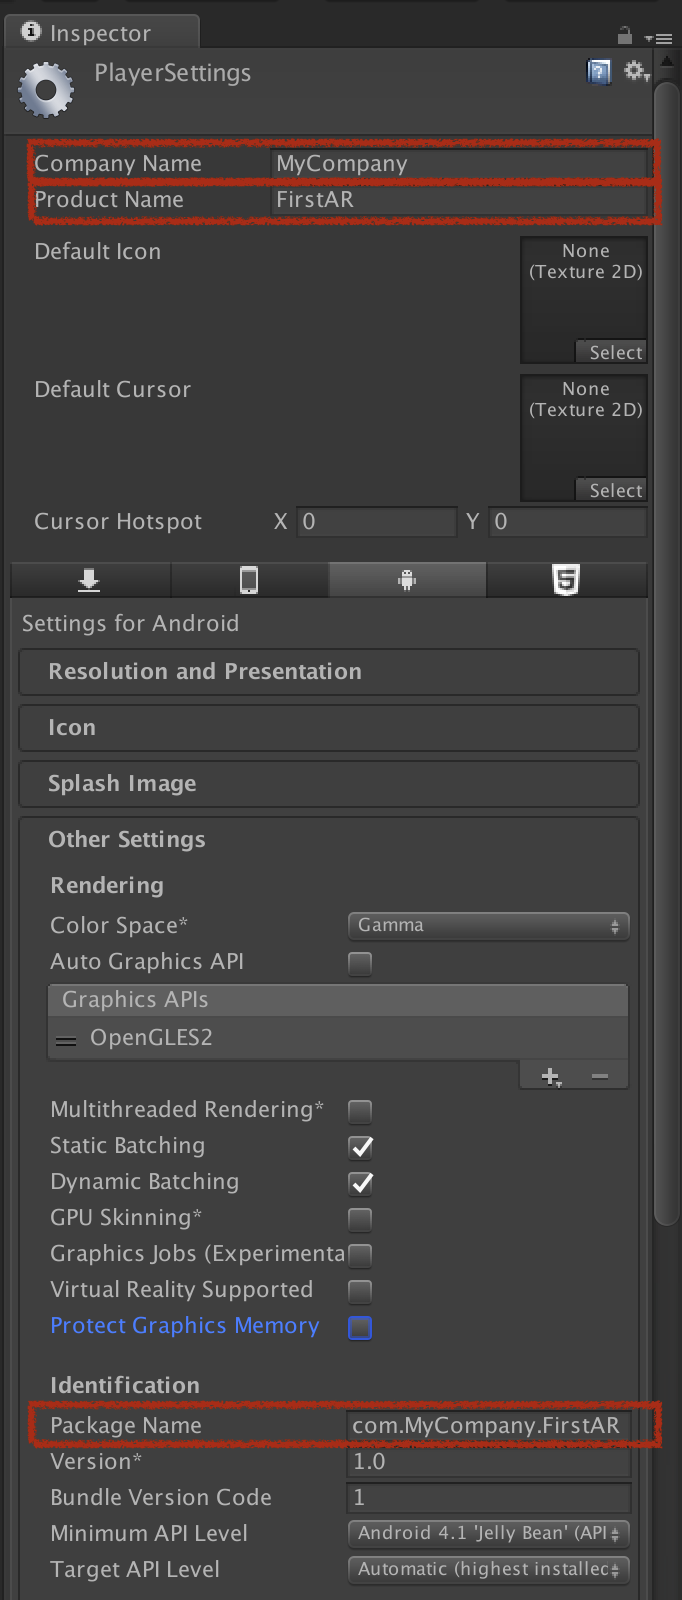 Inspector
PlayerSettings
Company Name MyCompany
Product Name FirstAR
Default Icon
None
(Texture 2D)
Select
Default Cursor
None
(Texture 2D)
Select
Cursor Hotspot X 0 Y 0
Settings for Android
Resolution and Presentation
Icon
Splash Image
Other Settings
Rendering
Color Space* Gamma
Auto Graphics API
Graphics APIs
OpenGLES2
Multithreaded Rendering*
Static Batching
Dynamic Batching
GPU Skinning*
Graphics Jobs (Experimenta
Virtual Reality Supported
Protect Graphics Memory
Identification
Package Name com.MyCompany.FirstAR
Version* 1.0
Bundle Version Code 1
Minimum API Level Android 4.1 'Jelly Bean' (API
Target API Level Automatic (highest installed